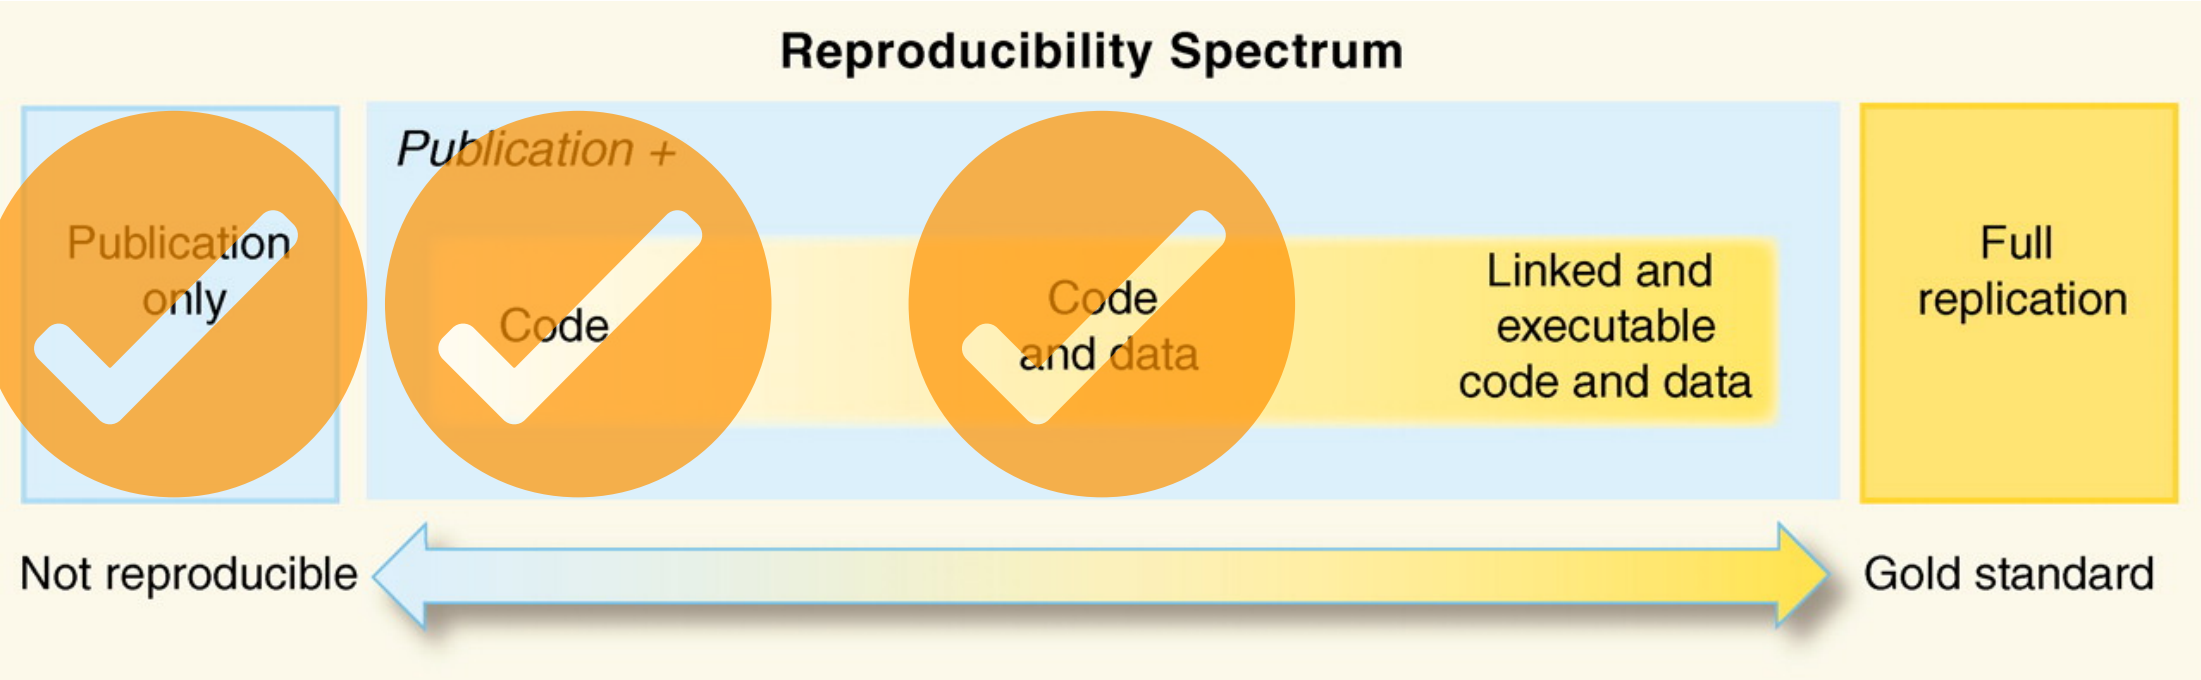 Reproducibility Spectrum
Publication
only
Publication +
Code
Code
and data
Linked and
executable
code and data
Full
replication
Not reproducible
Gold standard